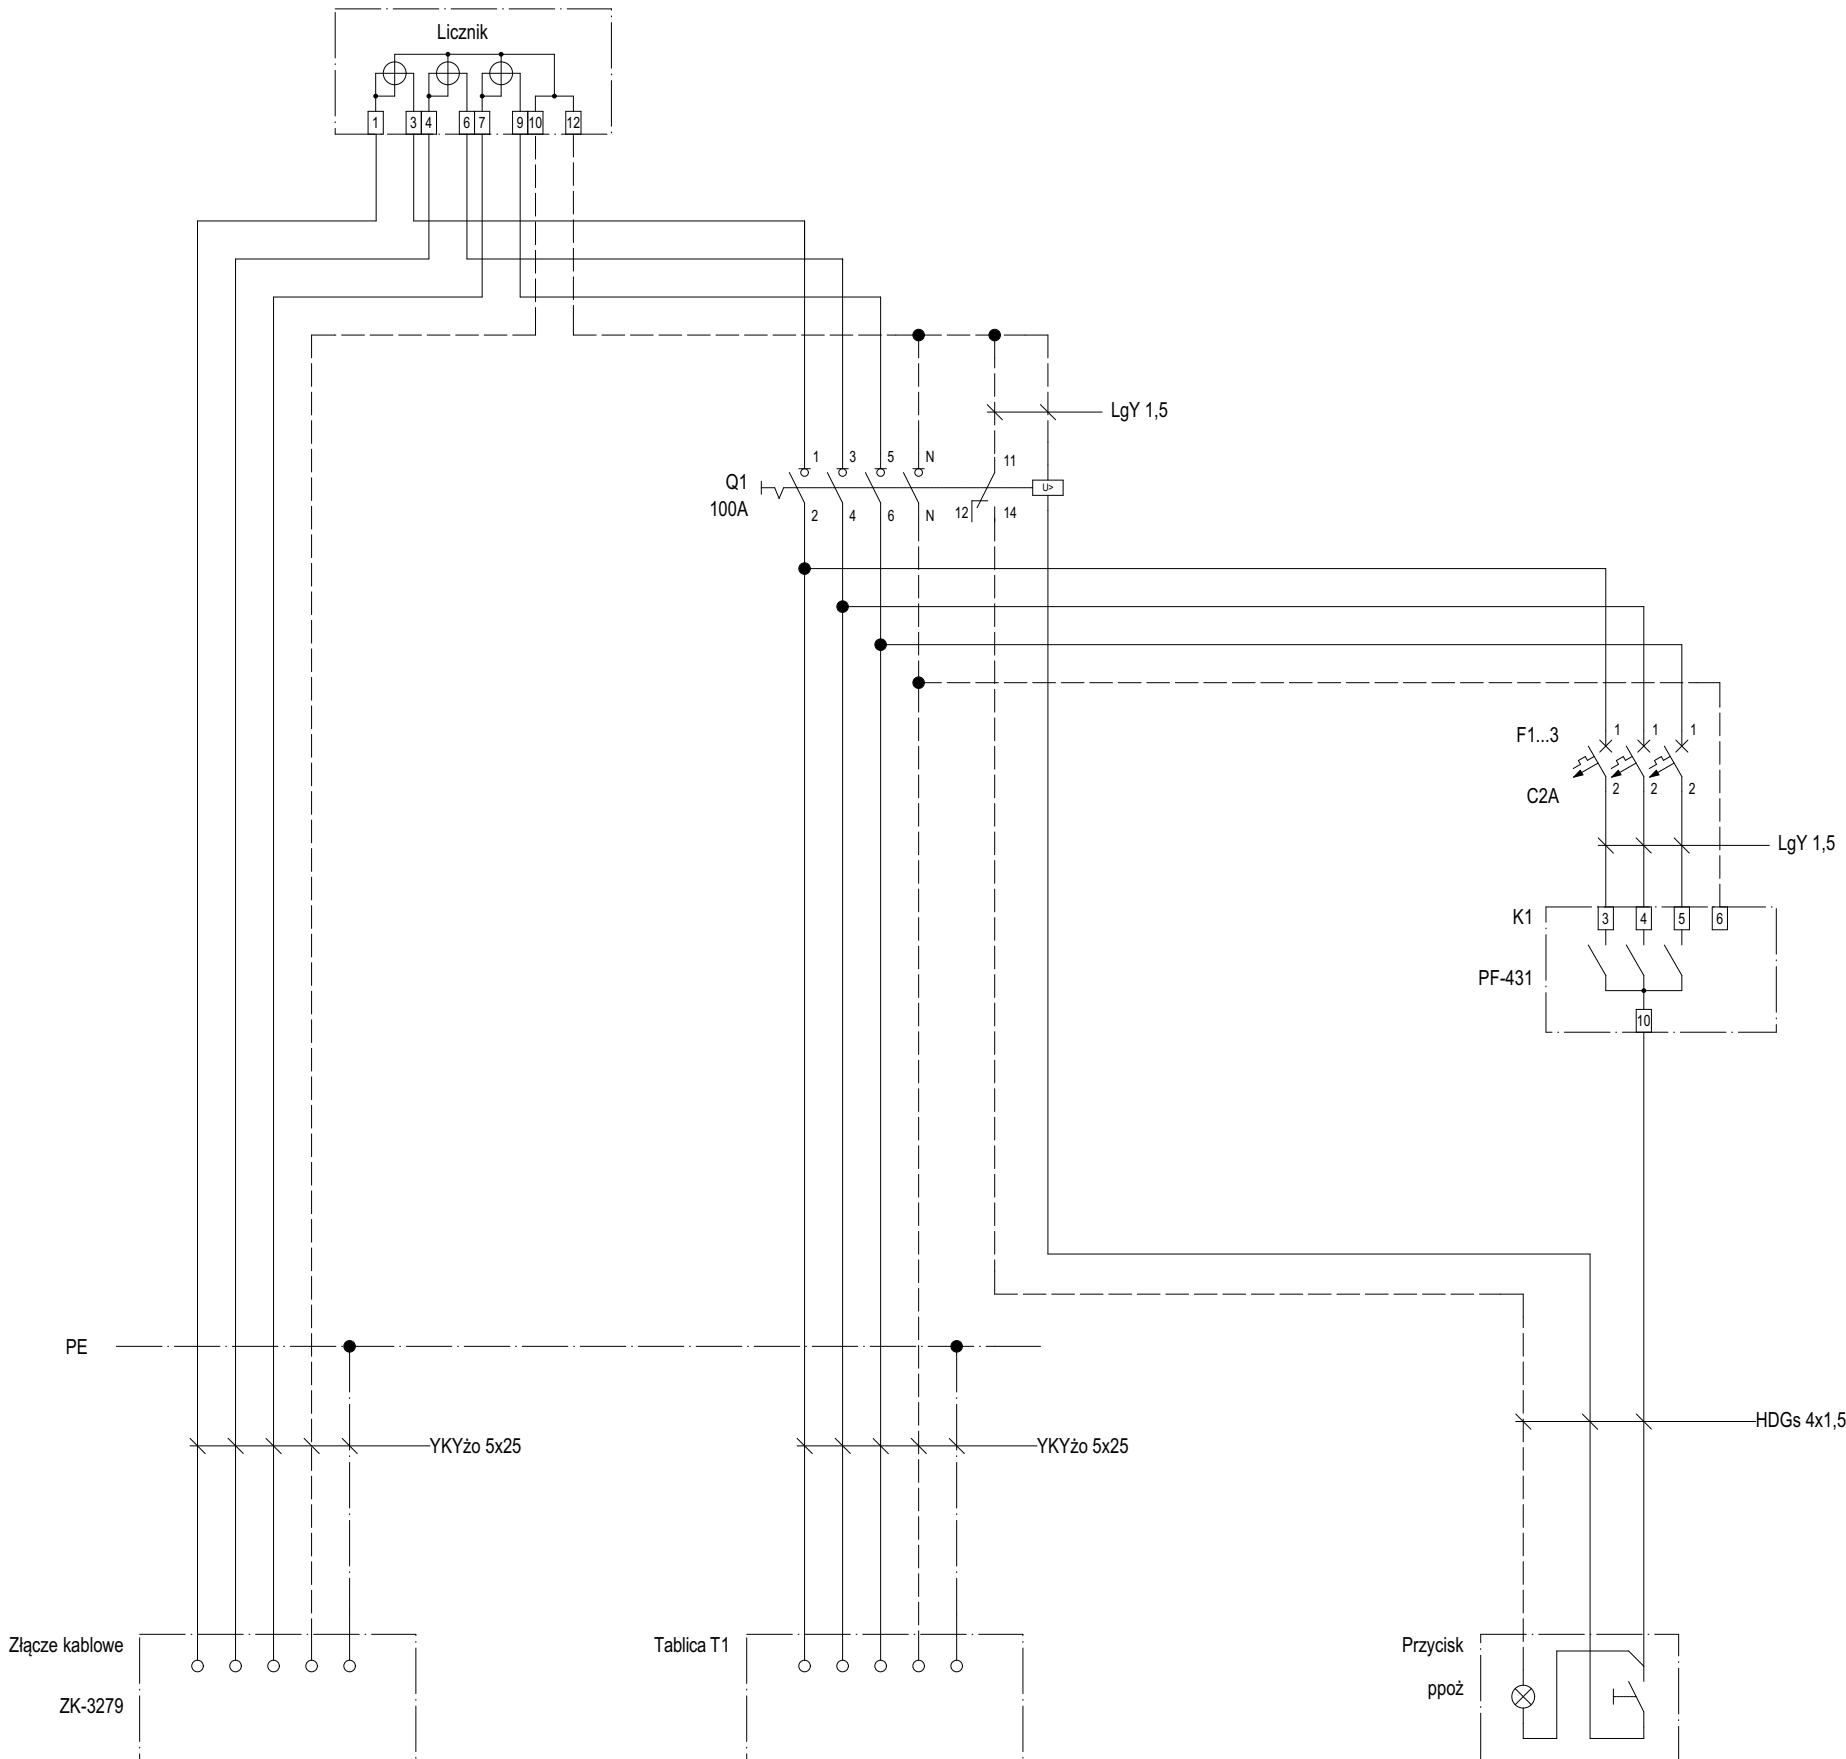 Licznik
1 3 4 6 7 9 10 12
LgY 1,5
1 3 5 N 11
Q1
U>
100A
2 4 6 N 12 14
F1...3
1 1 1
C2A
2 2 2
LgY 1,5
K1
3 4 5 6
PF-431
10
PE
HDGs 4x1,5
YKYżo 5x25
YKYżo 5x25
Złącze kablowe
ZK-3279
Tablica T1
Przycisk
ppoż